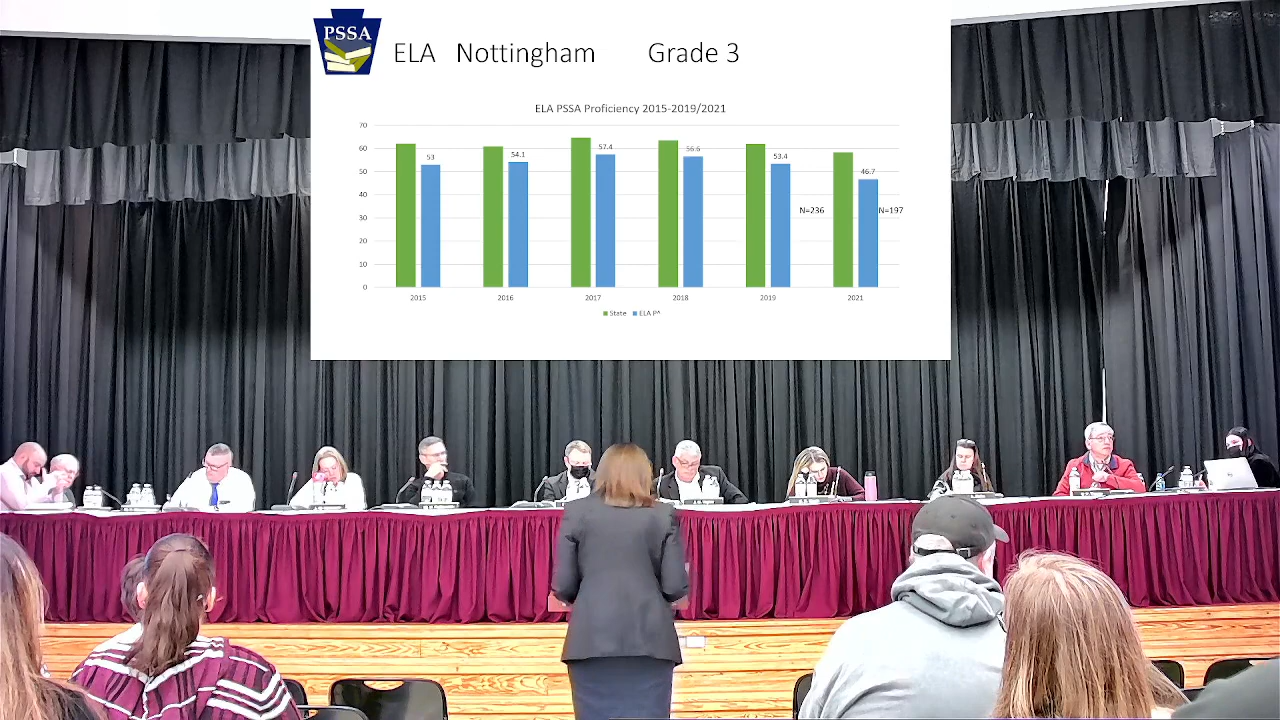 PSSA
ELA Nottingham Grade 3
ELA PSSA Proficiency 2015-2019/2021
70
60
50
40
30
20
10
0
53
54.1
57.4
56.6
53.4
46.7
N=236
N=197
2015
2016
2017
2018
2019
2021
State
ELA P^